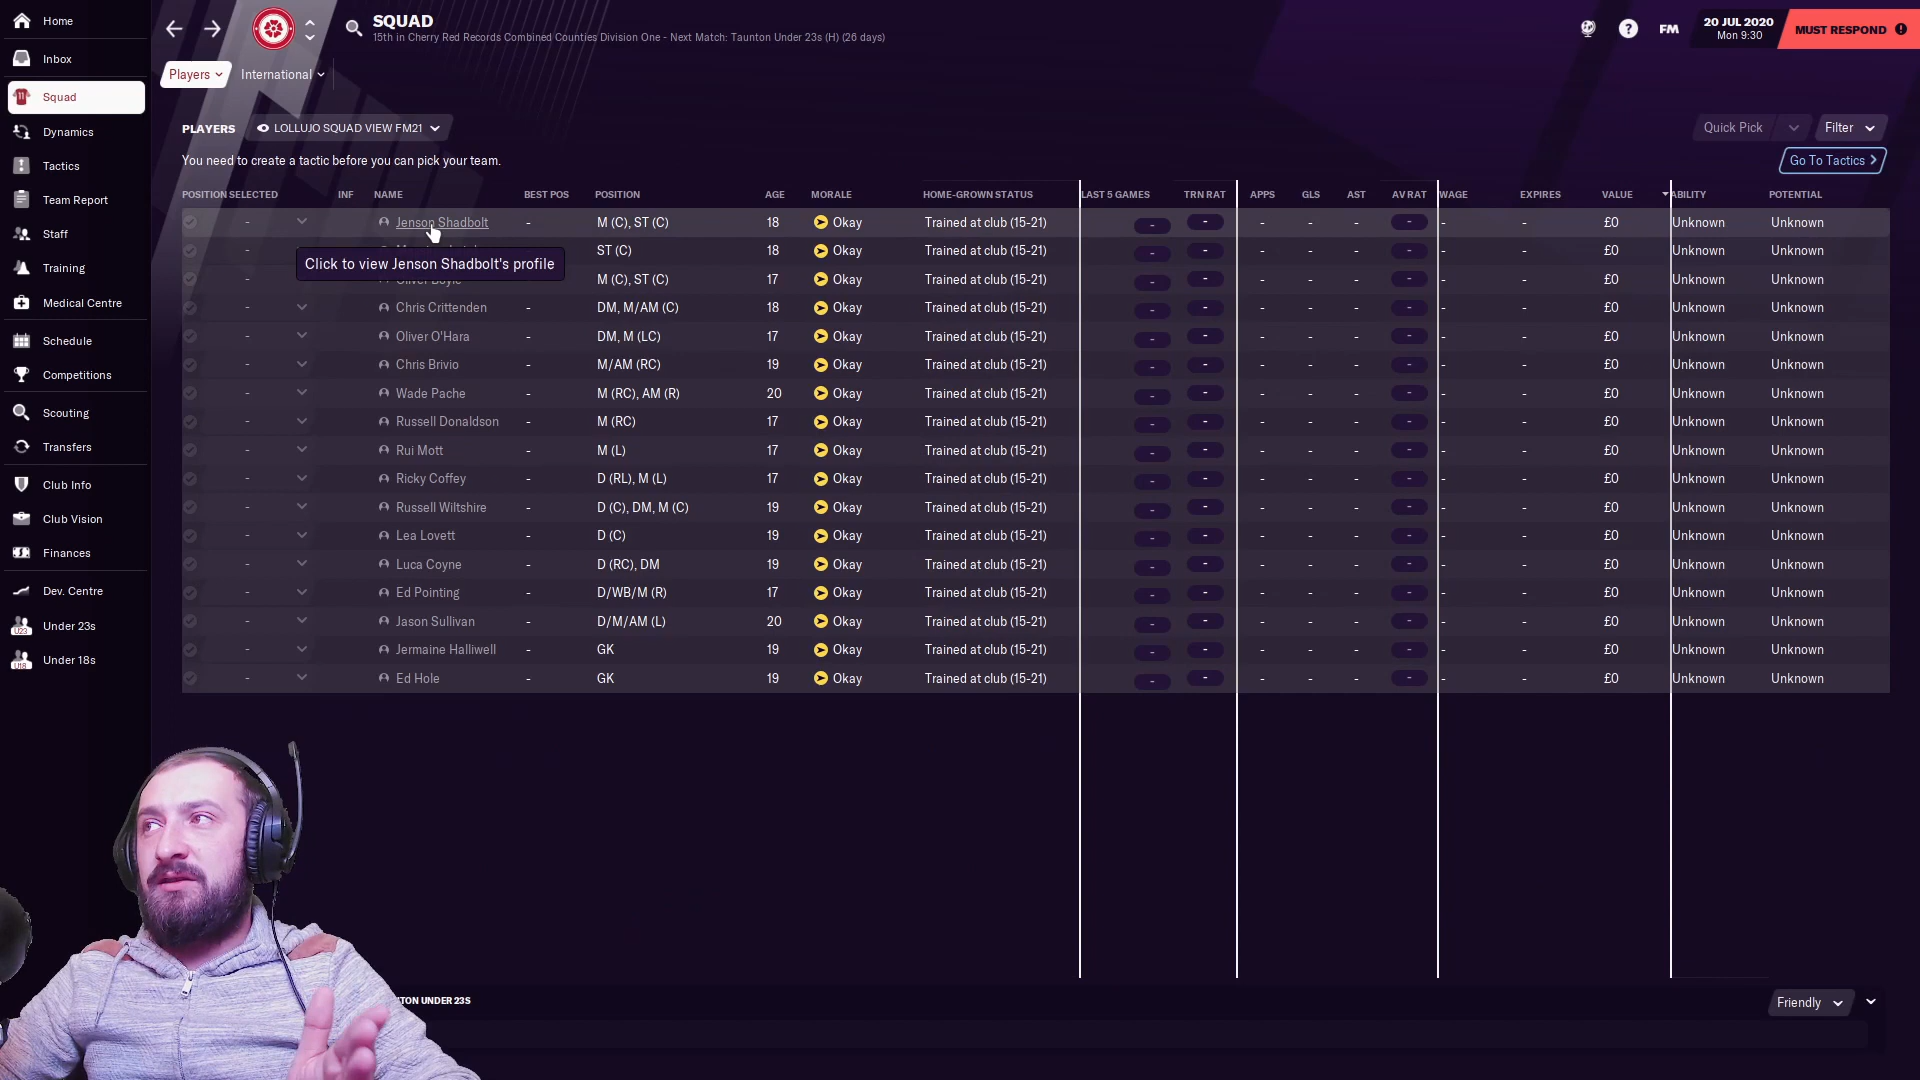 Home
Inbox
Squad
Dynamics
Tactics
Team Report
Staff
Training
Medical Centre
Schedule
Competitions
Scouting
Transfers
Club Info
Club Vision
Finances
Dev. Centre
Under 23s
Under 18s
SQUAD
15th in Cherry Red Records Combined Counties Division One - Next Match: Taunton Under 23s (H) (26 days)
FM
20 JUL 2020
Mon 9:30
MUST RESPOND
Players
International
PLAYERS
LOLLUJO SQUAD VIEW FM21
Quick Pick
Filter
You need to create a tactic before you can pick your team.
Go To Tactics
POSITION SELECTED INF NAME BEST POS POSITION AGE MORALE HOME-GROWN STATUS LAST 5 GAMES TRN RAT APPS GLS AST AV RAT WAGE EXPIRES VALUE ABILITY POTENTIAL
- Jenson Shadbolt - M (C), ST (C) 18 Okay Trained at club (15-21) - - - - - - - - £0 Unknown Unknown
ST (C) 18 Okay Trained at club (15-21) - - - - - - - - £0 Unknown Unknown
Click to view Jenson Shadbolt's profile
Oliver Boyle M (C), ST (C) 17 Okay Trained at club (15-21) - - - - - - - - £0 Unknown Unknown
- Chris Crittenden - DM, M/AM (C) 18 Okay Trained at club (15-21) - - - - - - - - £0 Unknown Unknown
- Oliver O'Hara - DM, M (LC) 17 Okay Trained at club (15-21) - - - - - - - - £0 Unknown Unknown
- Chris Brivio - M/AM (RC) 19 Okay Trained at club (15-21) - - - - - - - - £0 Unknown Unknown
- Wade Pache - M (RC), AM (R) 20 Okay Trained at club (15-21) - - - - - - - - £0 Unknown Unknown
- Russell Donaldson - M (RC) 17 Okay Trained at club (15-21) - - - - - - - - £0 Unknown Unknown
- Rui Mott - M (L) 17 Okay Trained at club (15-21) - - - - - - - - £0 Unknown Unknown
- Ricky Coffey - D (RL), M (L) 17 Okay Trained at club (15-21) - - - - - - - - £0 Unknown Unknown
- Russell Wiltshire - D (C), DM, M (C) 19 Okay Trained at club (15-21) - - - - - - - - £0 Unknown Unknown
- Lea Lovett - D (C) 19 Okay Trained at club (15-21) - - - - - - - - £0 Unknown Unknown
- Luca Coyne - D (RC), DM 19 Okay Trained at club (15-21) - - - - - - - - £0 Unknown Unknown
- Ed Pointing - D/WB/M (R) 17 Okay Trained at club (15-21) - - - - - - - - £0 Unknown Unknown
- Jason Sullivan - D/M/AM (L) 20 Okay Trained at club (15-21) - - - - - - - - £0 Unknown Unknown
- Jermaine Halliwell - GK 19 Okay Trained at club (15-21) - - - - - - - - £0 Unknown Unknown
- Ed Hole - GK 19 Okay Trained at club (15-21) - - - - - - - - £0 Unknown Unknown
TON UNDER 23S
Friendly